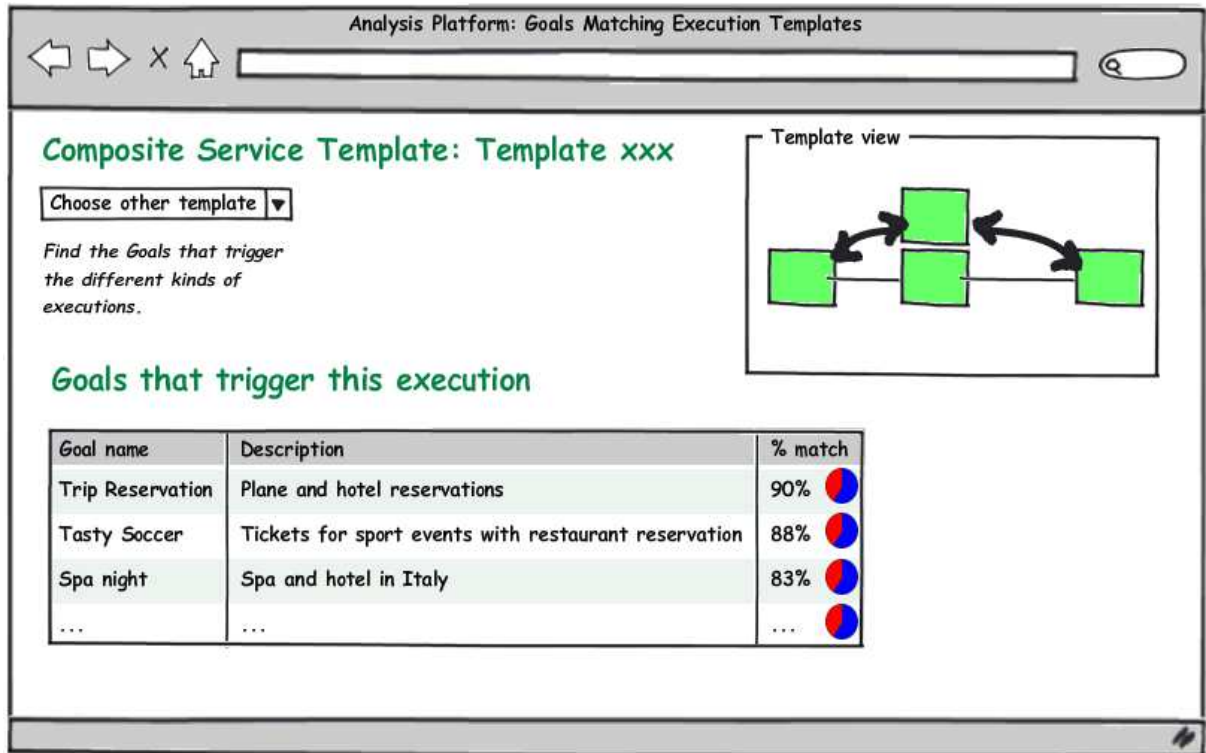 Analysis Platform: Goals Matching Execution Templates
Composite Service Template: Template xxx
Template view
Choose other template
Find the Goals that trigger
the different kinds of
executions.
Goals that trigger this execution
Goal name Description % match
Trip Reservation Plane and hotel reservations 90%
Tasty Soccer Tickets for sport events with restaurant reservation 88%
Spa night Spa and hotel in Italy 83%
... ... ...